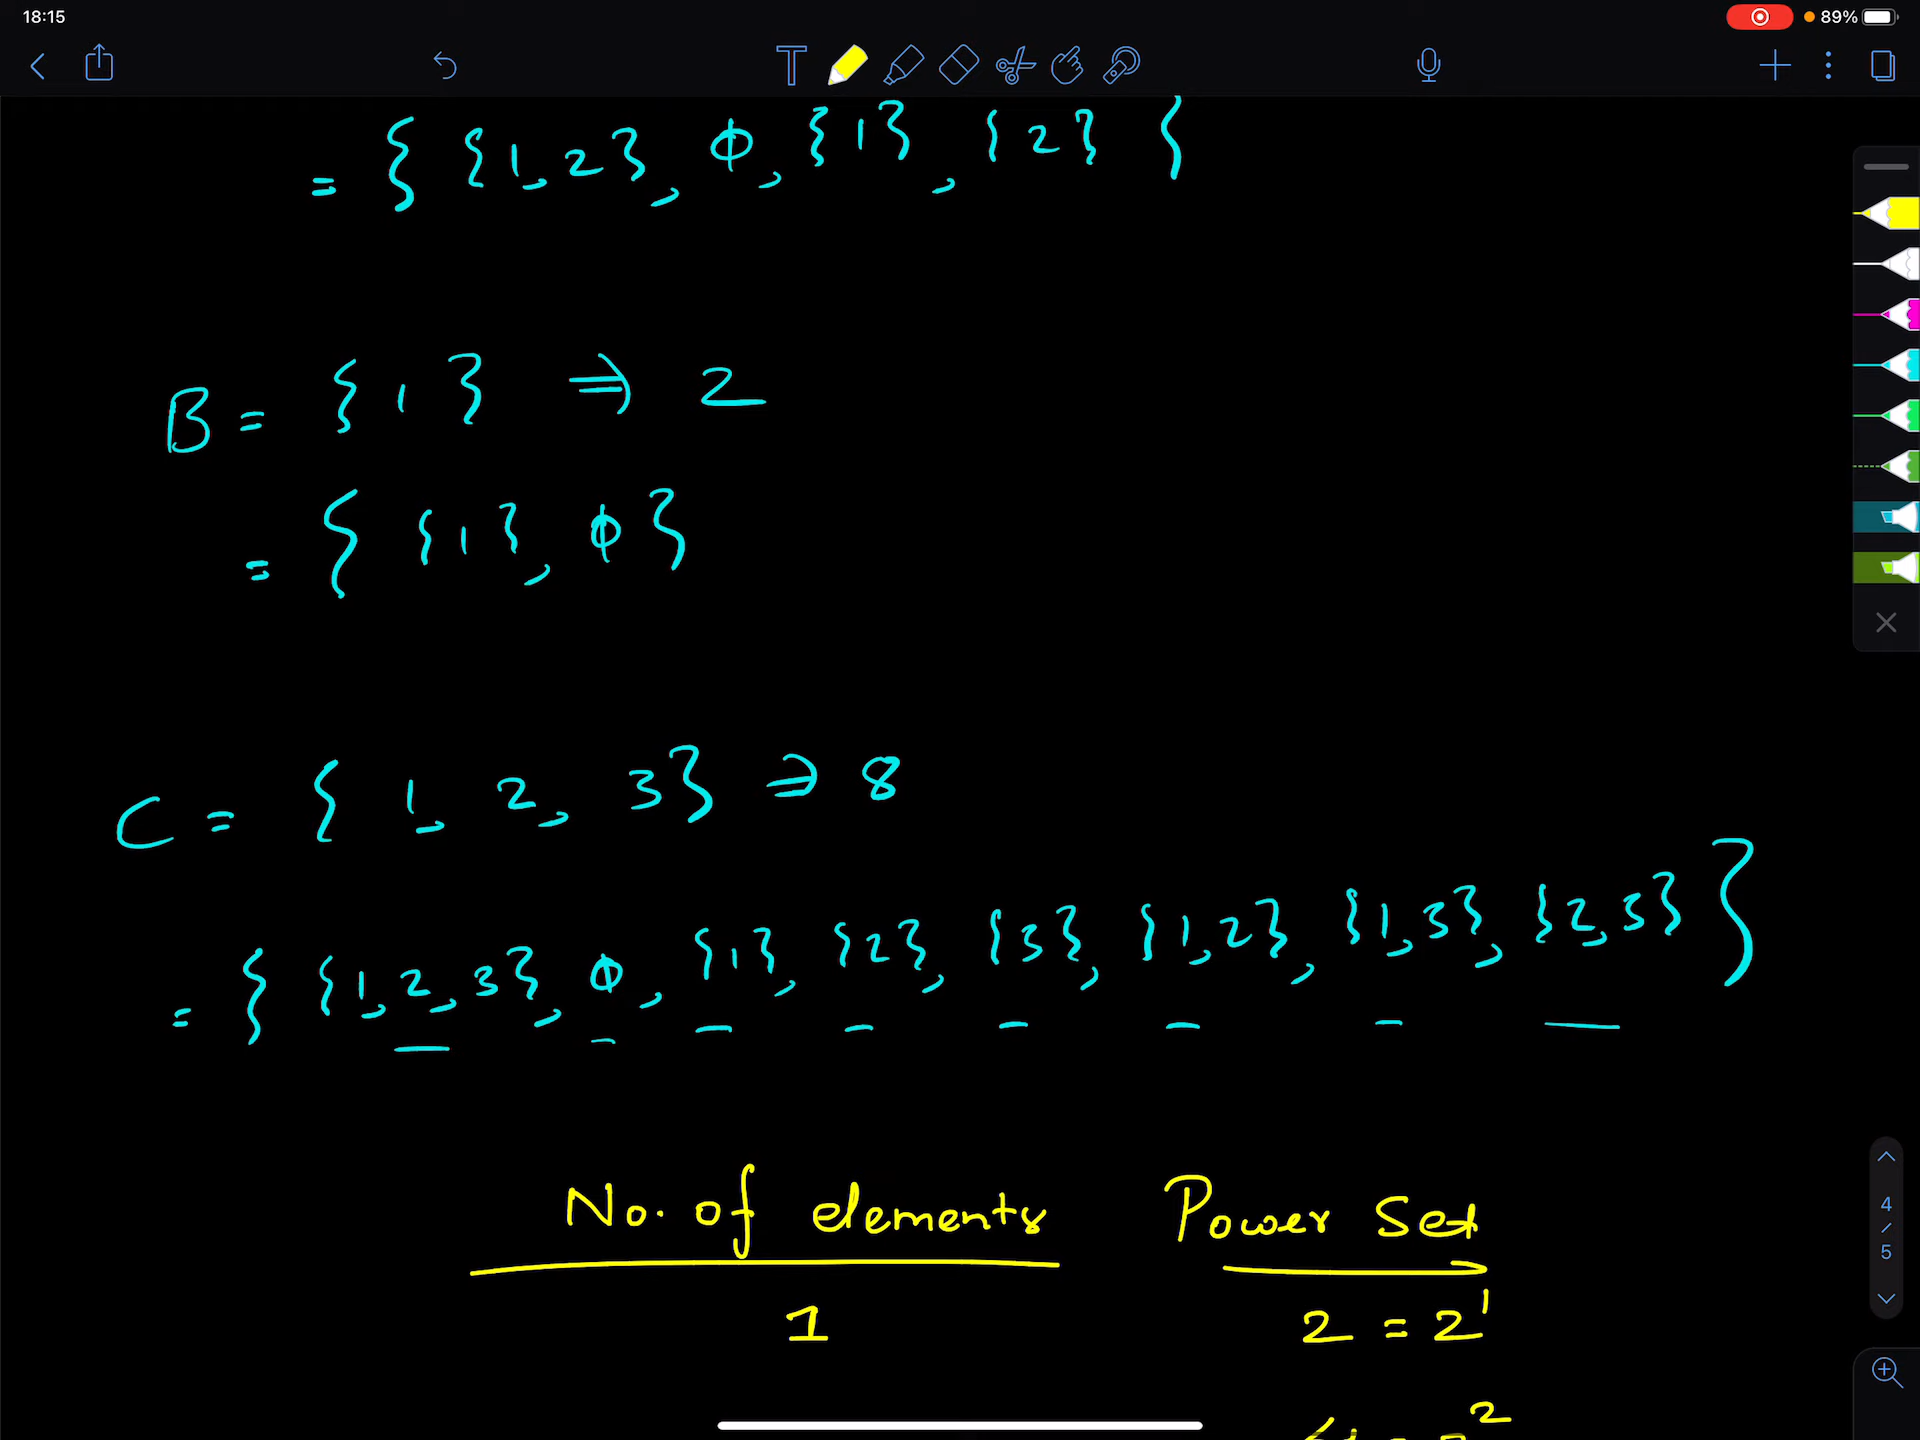 18:15
89%
= { {1,2}, ϕ, {1}, {2} {
B = { 1 } ⇒ 2
= { {1}, ϕ }
C = { 1, 2, 3 } ⇒ 8
= { {1, 2, 3}, ϕ, {1}, {2}, {3}, {1,2}, {1,3}, {2,3} }
No. of elements Power Set
1 2 = 2¹
4
/
5